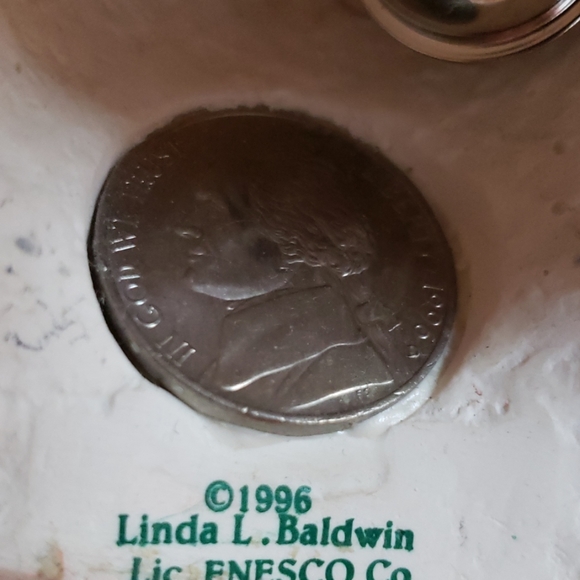 IN GOD WE TRUST
©1996
Linda L. Baldwin
Lic. ENESCO Co